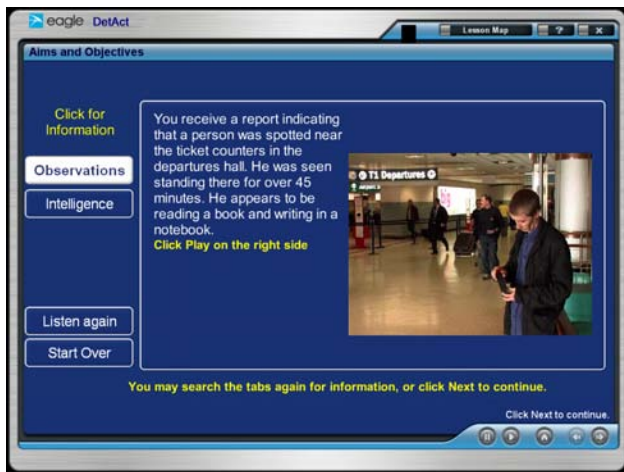 eagle DetAct
Lesson Map ? X
Aims and Objectives
Click for
Information
Observations
Intelligence
Listen again
Start Over
You receive a report indicating
that a person was spotted near
the ticket counters in the
departures hall. He was seen
standing there for over 45
minutes. He appears to be
reading a book and writing in a
notebook.
Click Play on the right side
T1 Departures
You may search the tabs again for information, or click Next to continue.
Click Next to continue.